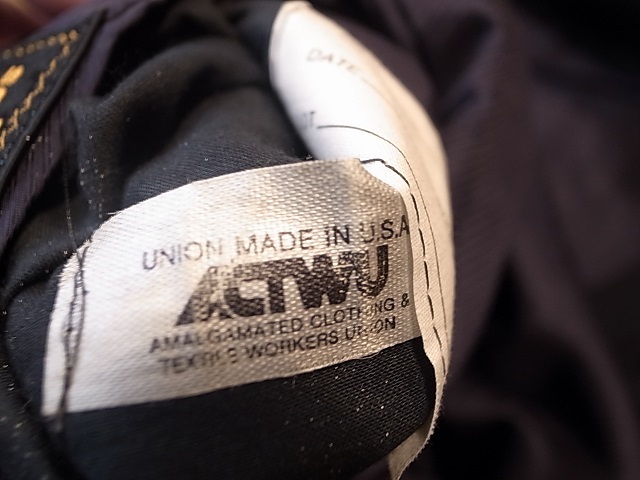 DATE
UNION MADE IN U.S.A
ACTWU
AMALGAMATED CLOTHING &
TEXTILE WORKERS UNION